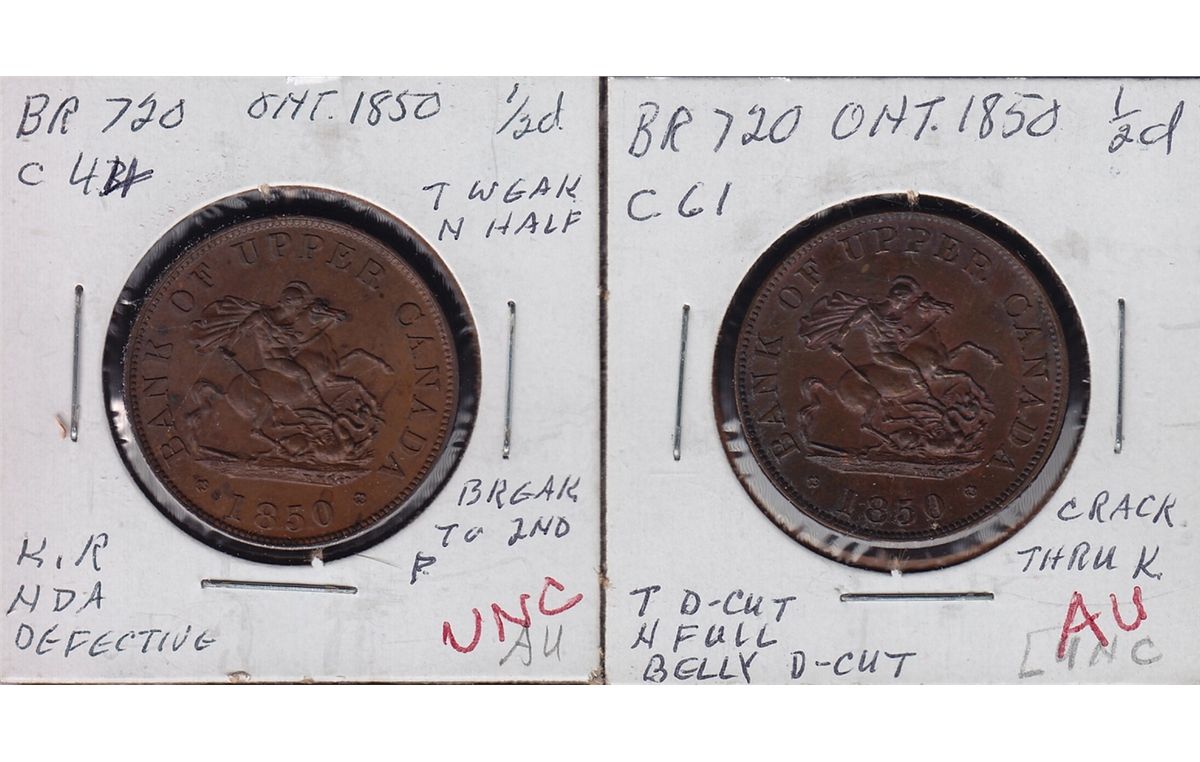 BR 720 ONT. 1850 1/2d
C 4
T WEAK
N HALF
BANK OF UPPER CANADA
1850
BREAK
TO 2ND
P
K, R
NDA
DEFECTIVE
UNC
AU
BR 720 ONT. 1850 1/2d
C 61
BANK OF UPPER CANADA
1850
CRACK
THRU K.
T D-CUT
N FULL
BELLY D-CUT
AU
UNC